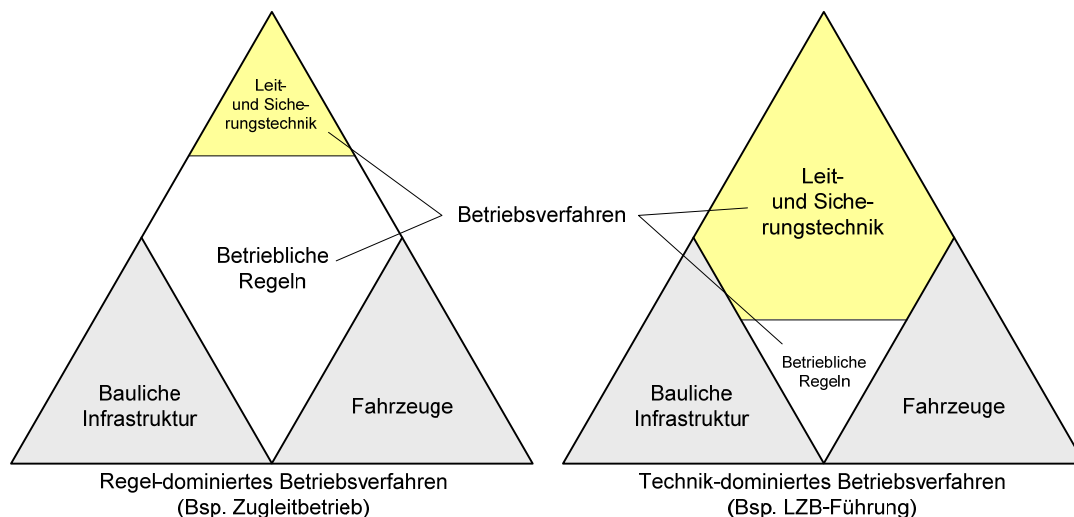 Leit-
und Siche-
rungstechnik
Betriebliche
Regeln
Bauliche
Infrastruktur
Fahrzeuge
Regel-dominiertes Betriebsverfahren
(Bsp. Zugleitbetrieb)
Betriebsverfahren
Leit-
und Siche-
rungstechnik
Betriebliche
Regeln
Bauliche
Infrastruktur
Fahrzeuge
Technik-dominiertes Betriebsverfahren
(Bsp. LZB-Führung)